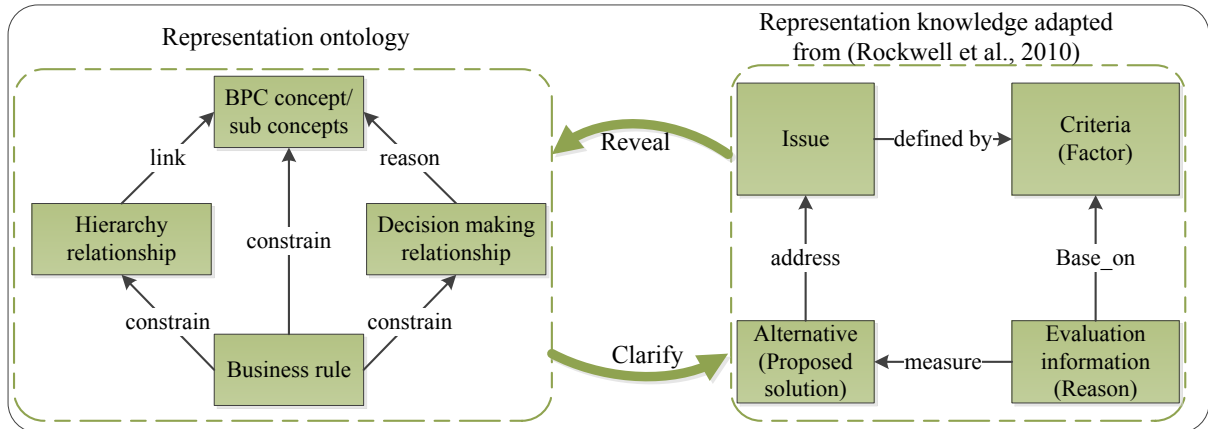 Representation ontology
BPC concept/
sub concepts
link
reason
Hierarchy
relationship
constrain
Decision making
relationship
constrain
constrain
Business rule
Reveal
Clarify
Representation knowledge adapted
from (Rockwell et al., 2010)
Issue
defined by
Criteria
(Factor)
address
Base_on
Alternative
(Proposed
solution)
measure
Evaluation
information
(Reason)